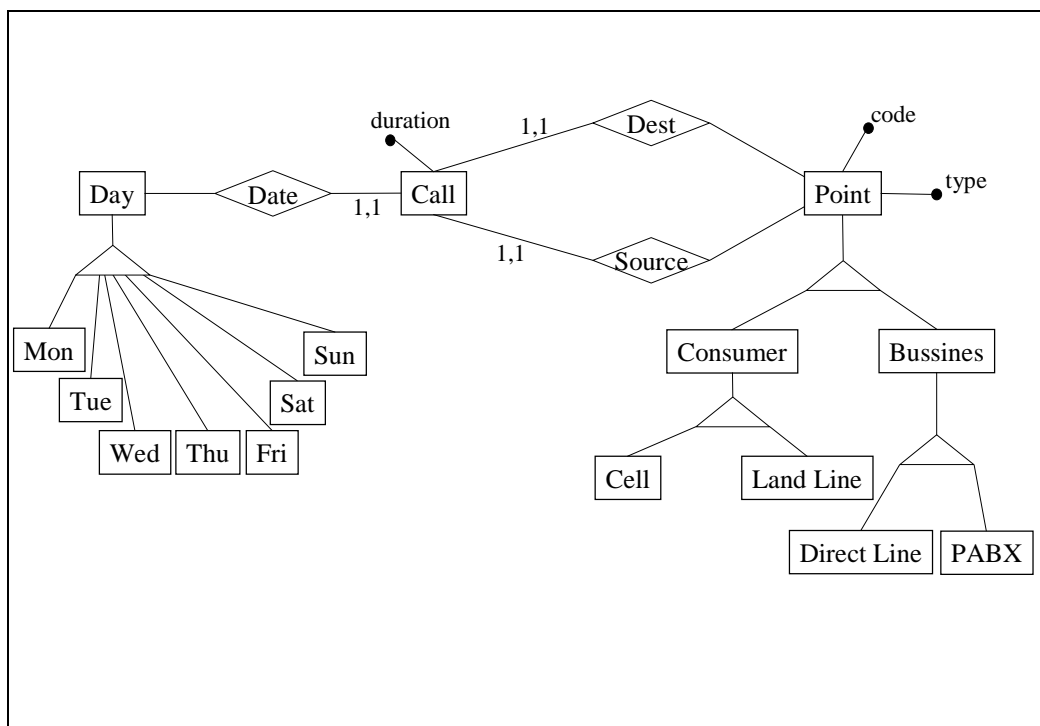 duration
1,1
Dest
code
Day
Date
1,1
Call
Point
type
1,1
Source
Mon
Sun
Consumer
Bussines
Tue
Sat
Wed
Thu
Fri
Cell
Land Line
Direct Line
PABX